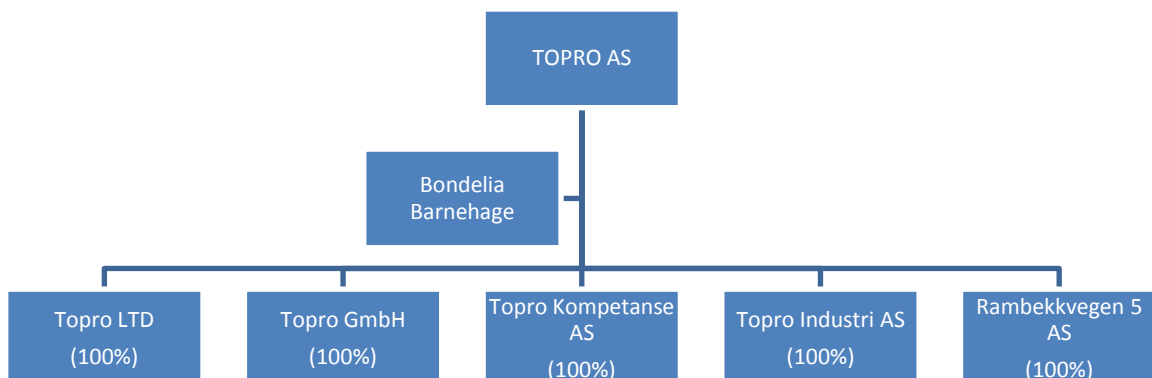 TOPRO AS
Bondelia
Barnehage
Topro LTD
(100%)
Topro GmbH
(100%)
Topro Kompetanse
AS
(100%)
Topro Industri AS
(100%)
Rambekkvegen 5
AS
(100%)